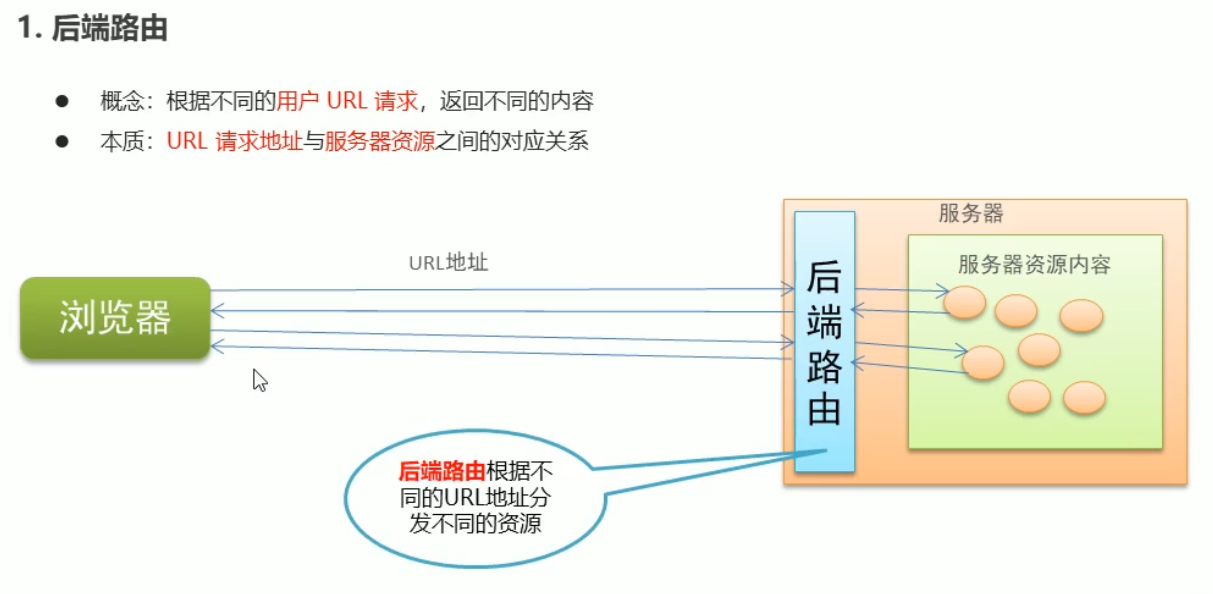 1. 后端路由
● 概念：根据不同的用户 URL 请求，返回不同的内容
● 本质：URL 请求地址与服务器资源之间的对应关系
服务器
URL地址
服务器资源内容
浏览器
后
端
路
由
后端路由根据不
同的URL地址分
发不同的资源